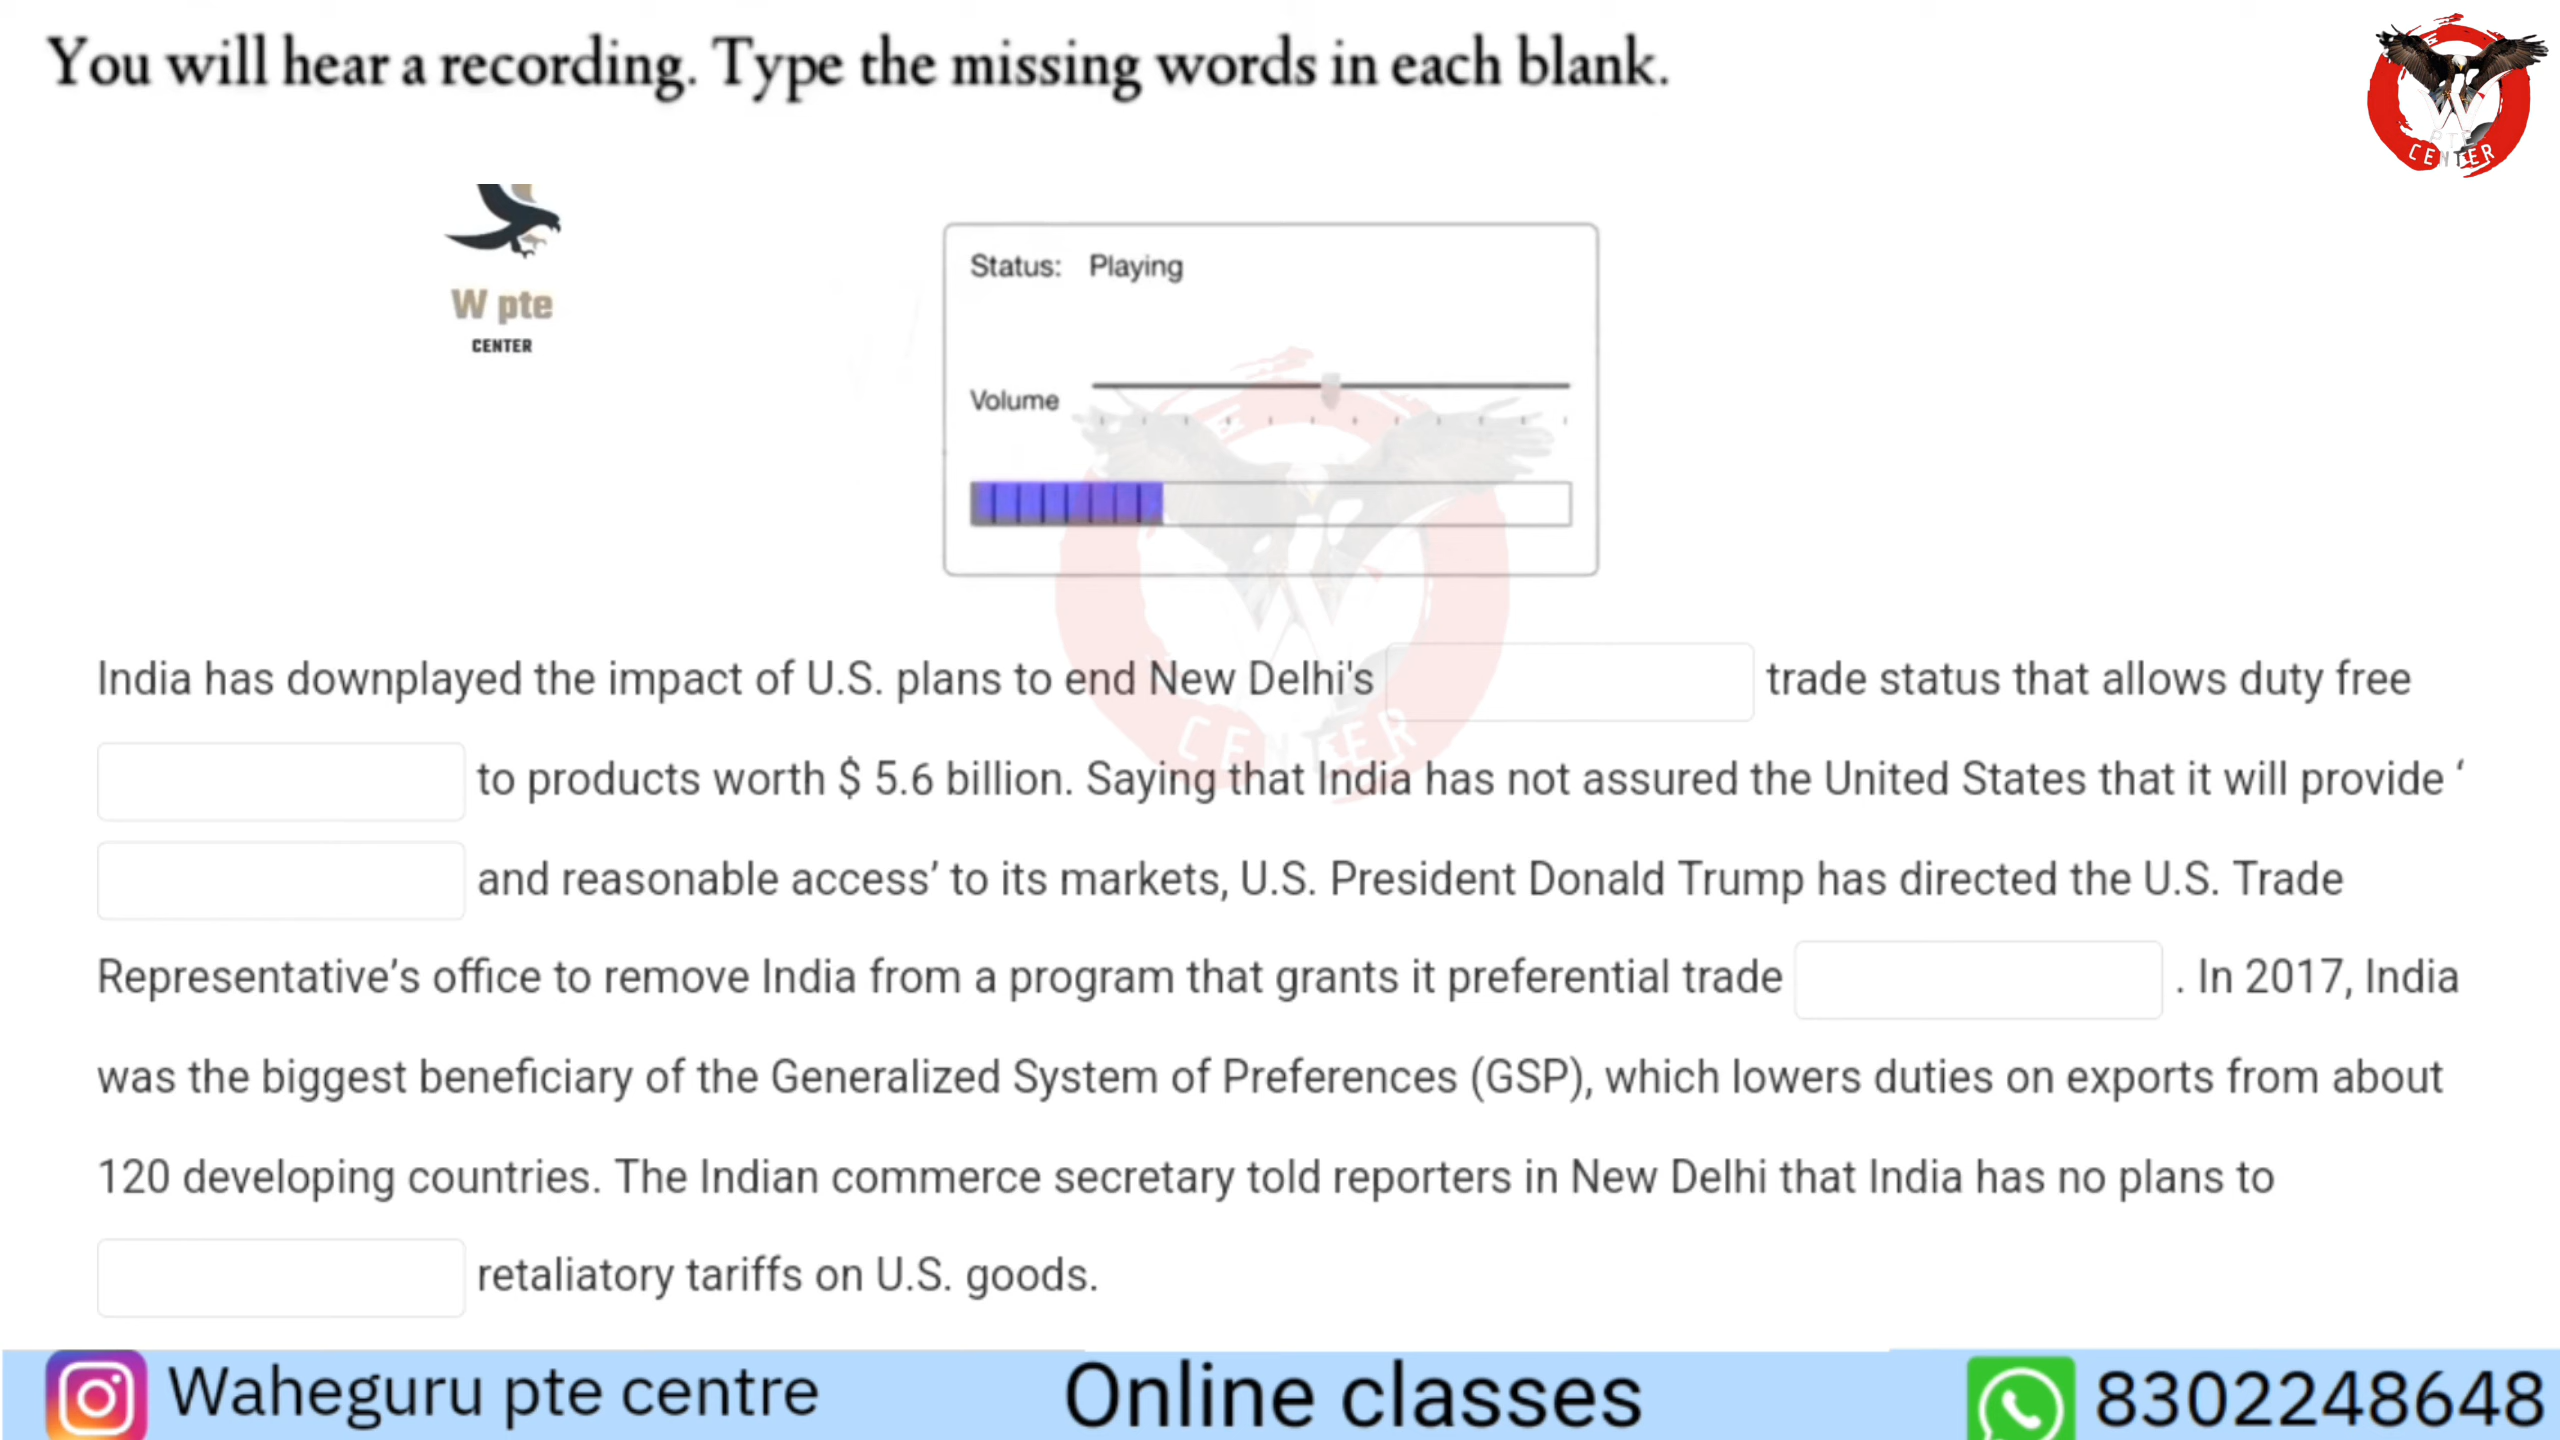 You will hear a recording. Type the missing words in each blank.
W
PTE
CENTER
W pte
CENTER
Status: Playing
Volume
CENTER
India has downplayed the impact of U.S. plans to end New Delhi's trade status that allows duty free
to products worth $ 5.6 billion. Saying that India has not assured the United States that it will provide ‘
and reasonable access’ to its markets, U.S. President Donald Trump has directed the U.S. Trade
Representative’s office to remove India from a program that grants it preferential trade . In 2017, India
was the biggest beneficiary of the Generalized System of Preferences (GSP), which lowers duties on exports from about
120 developing countries. The Indian commerce secretary told reporters in New Delhi that India has no plans to
retaliatory tariffs on U.S. goods.
Waheguru pte centre Online classes 8302248648